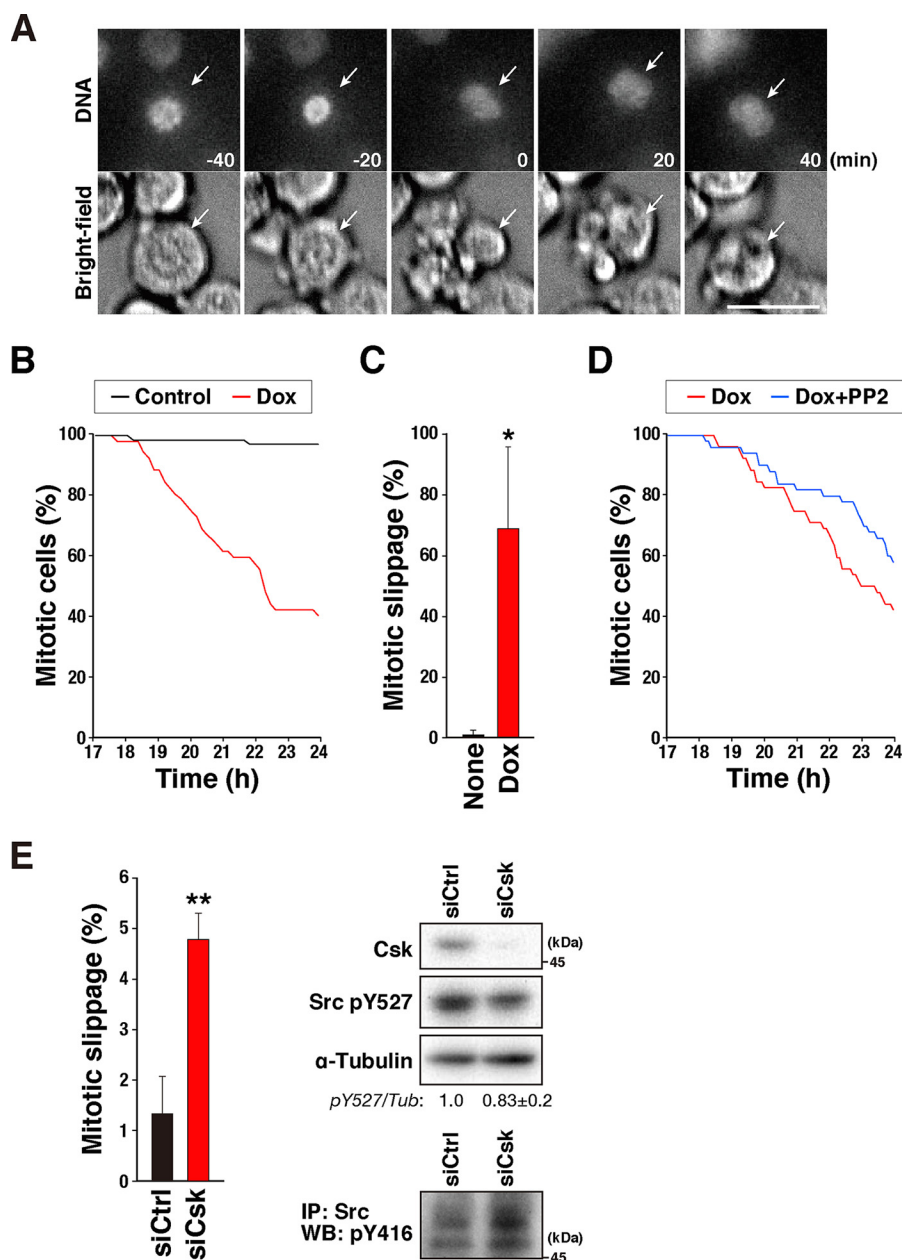 A
DNA
-40
-20
0
20
40
(min)
Bright-field
B
Control Dox
Mitotic cells (%)
100
80
60
40
20
0
17 18 19 20 21 22 23 24
Time (h)
C
Mitotic slippage (%)
100
80
60
40
20
0
*
None
Dox
D
Dox Dox+PP2
Mitotic cells (%)
100
80
60
40
20
0
17 18 19 20 21 22 23 24
Time (h)
E
Mitotic slippage (%)
6
5
4
3
2
1
0
**
siCtrl
siCsk
siCtrl
siCsk
Csk
(kDa)
45
Src pY527
α-Tubulin
pY527/Tub: 1.0 0.83±0.2
siCtrl
siCsk
IP: Src
WB: pY416
(kDa)
45